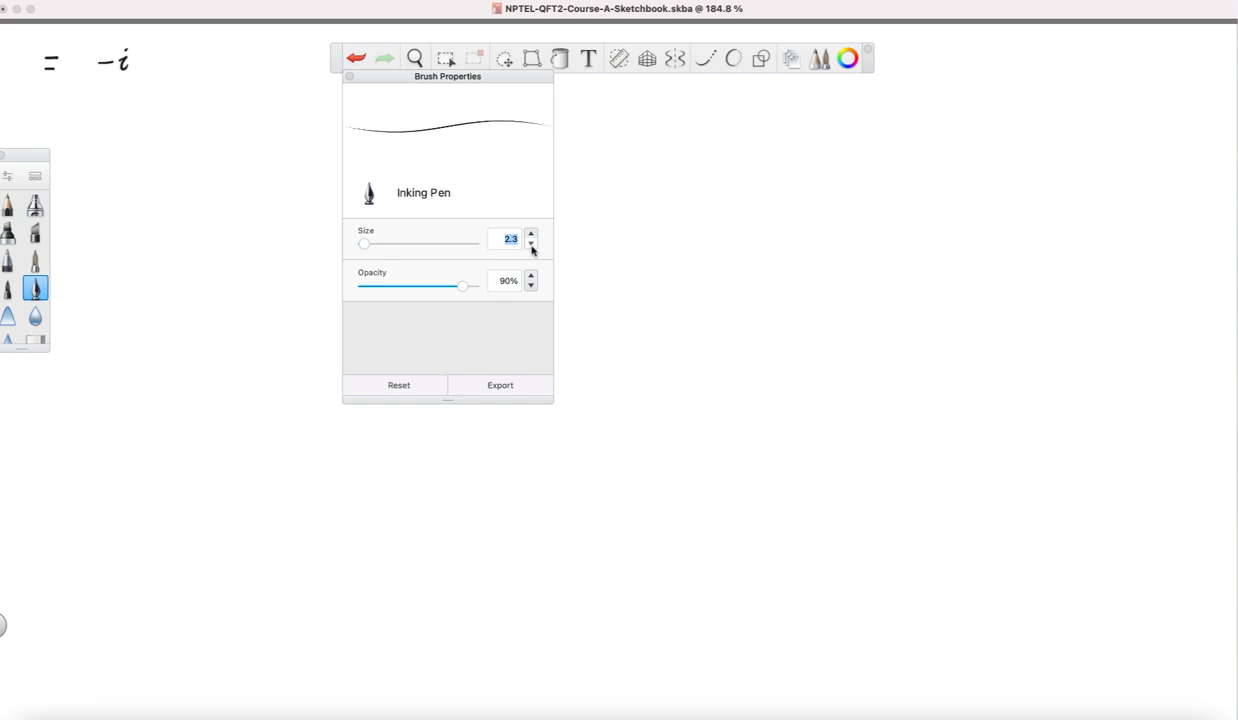 NPTEL-QFT2-Course-A-Sketchbook.skba @ 184.8 %
= -i
T
Brush Properties
Inking Pen
Size
2.3
Opacity
90%
Reset
Export